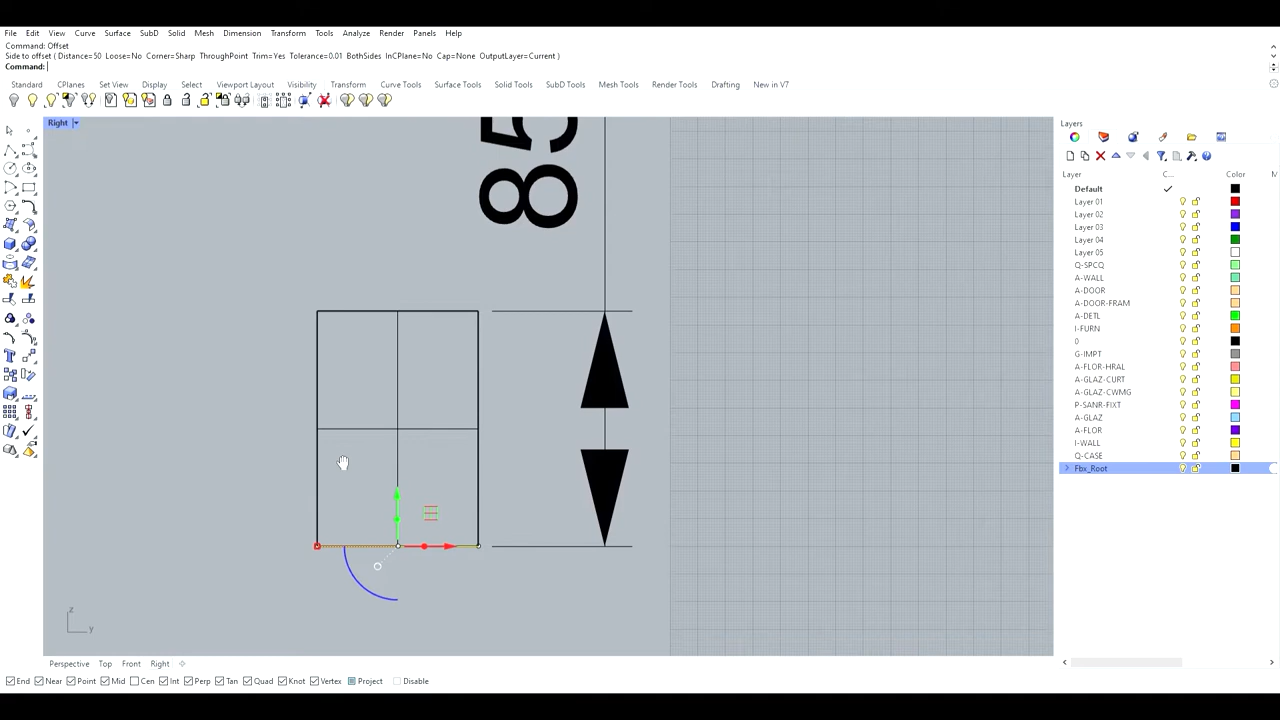 File Edit View Curve Surface SubD Solid Mesh Dimension Transform Tools Analyze Render Panels Help
Command: Offset
Side to offset ( Distance=50 Loose=No Corner=Sharp ThroughPoint Trim=Yes Tolerance=0.01 BothSides InCPlane=No Cap=None OutputLayer=Current )
Command:
Standard CPlanes Set View Display Select Viewport Layout Visibility Transform Curve Tools Surface Tools Solid Tools SubD Tools Mesh Tools Render Tools Drafting New in V7
Right
85
z
y
Layers
Layer C... Color M
Default
Layer 01
Layer 02
Layer 03
Layer 04
Layer 05
Q-SPCQ
A-WALL
A-DOOR
A-DOOR-FRAM
A-DETL
I-FURN
0
G-IMPT
A-FLOR-HRAL
A-GLAZ-CURT
A-GLAZ-CWMG
P-SANR-FIXT
A-GLAZ
A-FLOR
I-WALL
Q-CASE
Fbx_Root
Perspective Top Front Right
End Near Point Mid Cen Int Perp Tan Quad Knot Vertex Project Disable